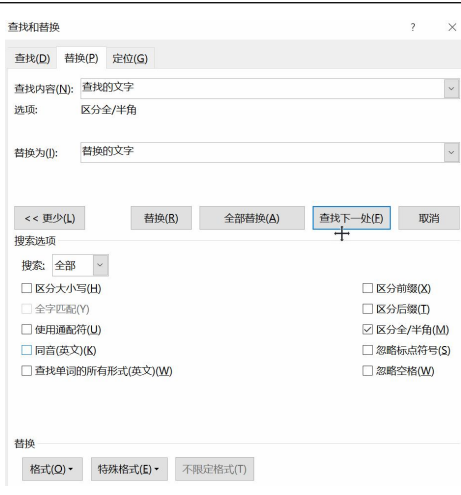 查找和替换 ? ×
查找(D) 替换(P) 定位(G)
查找内容(N): 查找的文字
选项: 区分全/半角
替换为(I): 替换的文字
<< 更少(L) 替换(R) 全部替换(A) 查找下一处(F) 取消
搜索选项
搜索: 全部
区分大小写(H) 区分前缀(X)
全字匹配(Y) 区分后缀(T)
使用通配符(U) 区分全/半角(M)
同音(英文)(K) 忽略标点符号(S)
查找单词的所有形式(英文)(W) 忽略空格(W)
替换
格式(O) 特殊格式(E) 不限定格式(T)